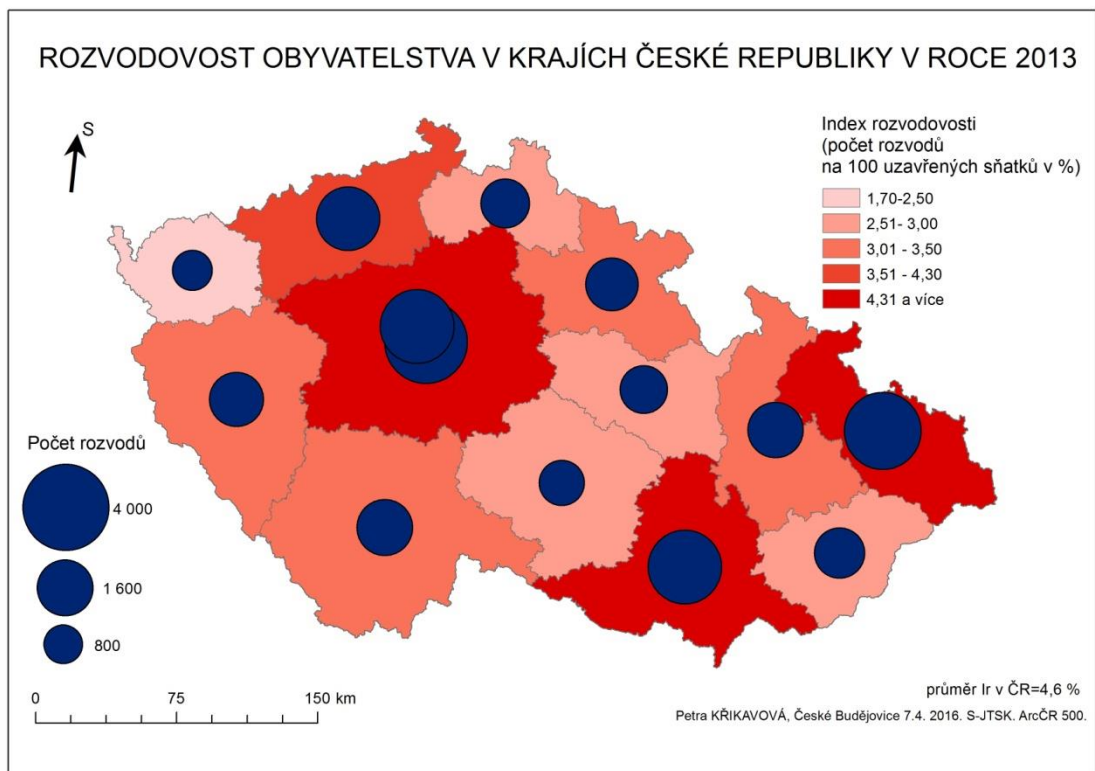 ROZVODOVOST OBYVATELSTVA V KRAJÍCH ČESKÉ REPUBLIKY V ROCE 2013
S
Index rozvodovosti
(počet rozvodů
na 100 uzavřených sňatků v %)
1,70-2,50
2,51- 3,00
3,01 - 3,50
3,51 - 4,30
4,31 a více
Počet rozvodů
4 000
1 600
800
0 75 150 km
průměr Ir v ČR=4,6 %
Petra KŘIKAVOVÁ, České Budějovice 7.4. 2016. S-JTSK. ArcČR 500.